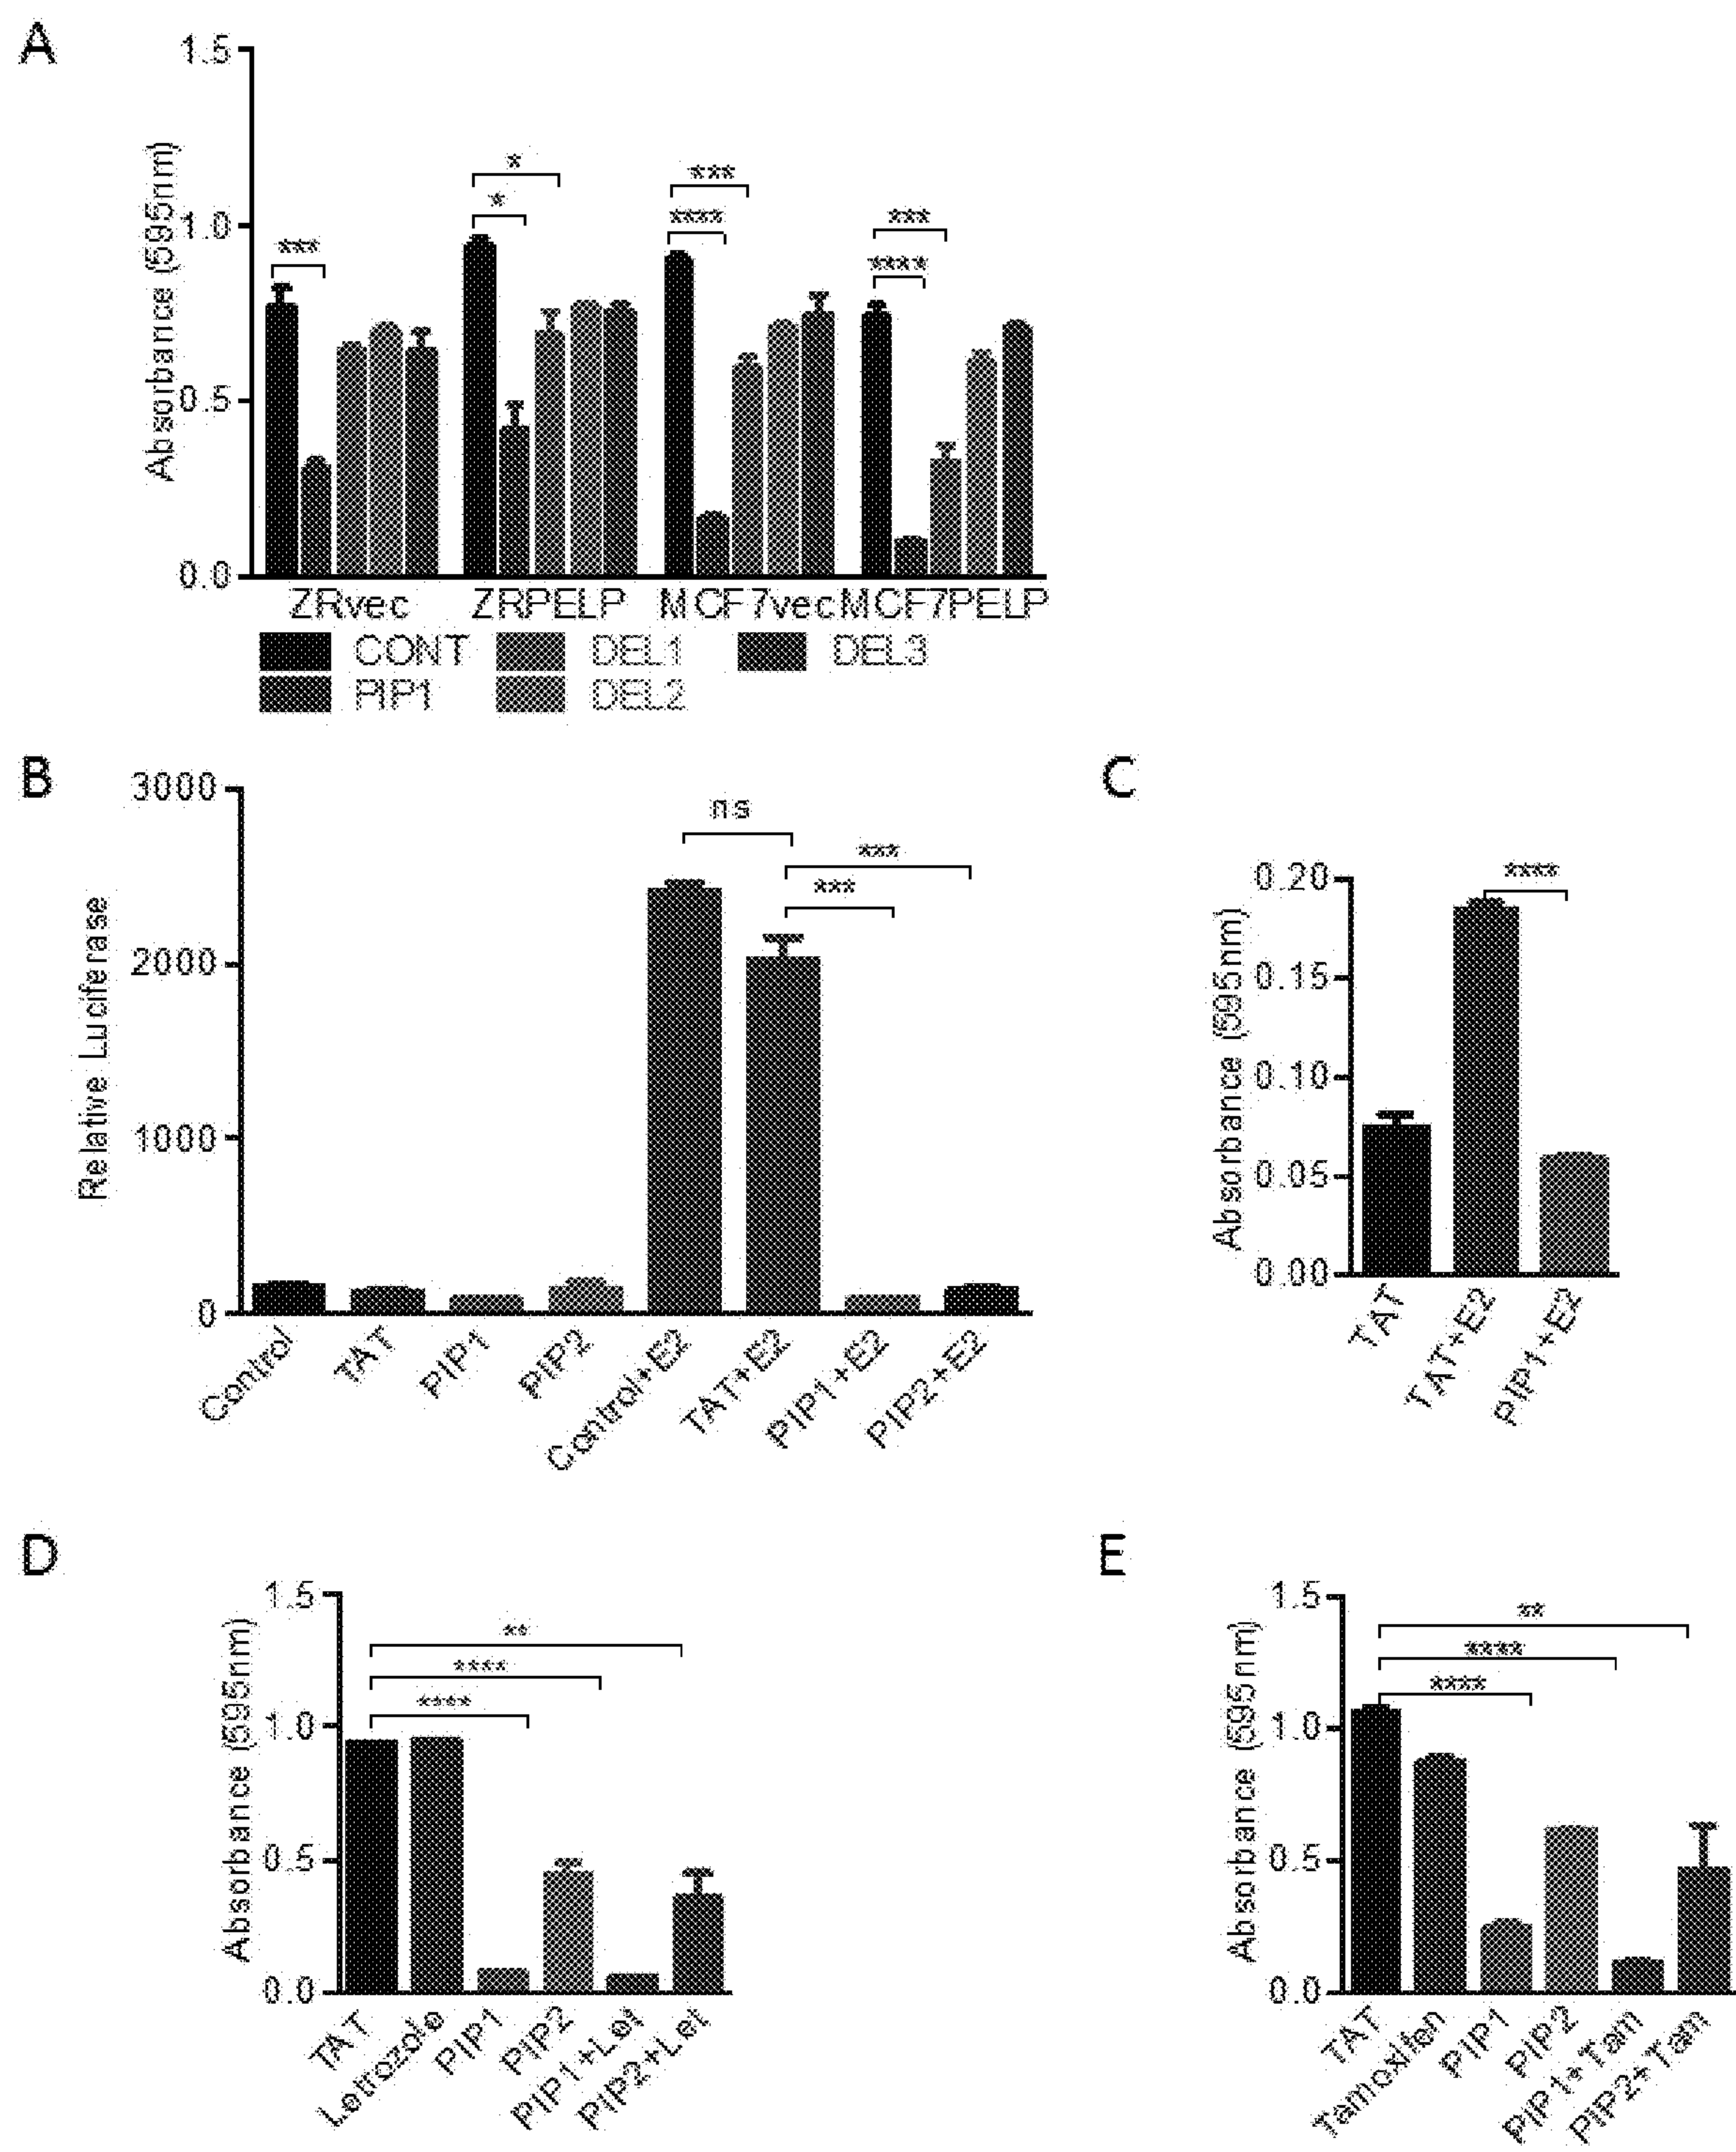 A
1.5
1.0
0.5
0.0
Absorbance (595nm)
***
*
*
***
****
***
****
ZRvec ZRPELP MCF7vec MCF7PELP
CONT DEL1 DEL3
PIP1 DEL2
B
3000
2000
1000
0
Relative Luciferase
ns
***
***
Control TAT PIP1 PIP2 Control+E2 TAT+E2 PIP1+E2 PIP2+E2
C
0.20
0.15
0.10
0.05
0.00
Absorbance (595nm)
****
TAT TAT+E2 PIP1+E2
D
1.5
1.0
0.5
0.0
Absorbance (595nm)
**
****
****
TAT Letrozole PIP1 PIP2 PIP1+Let PIP2+Let
E
1.5
1.0
0.5
0.0
Absorbance (595nm)
**
****
****
TAT Tamoxifen PIP1 PIP2 PIP1+Tam PIP2+Tam